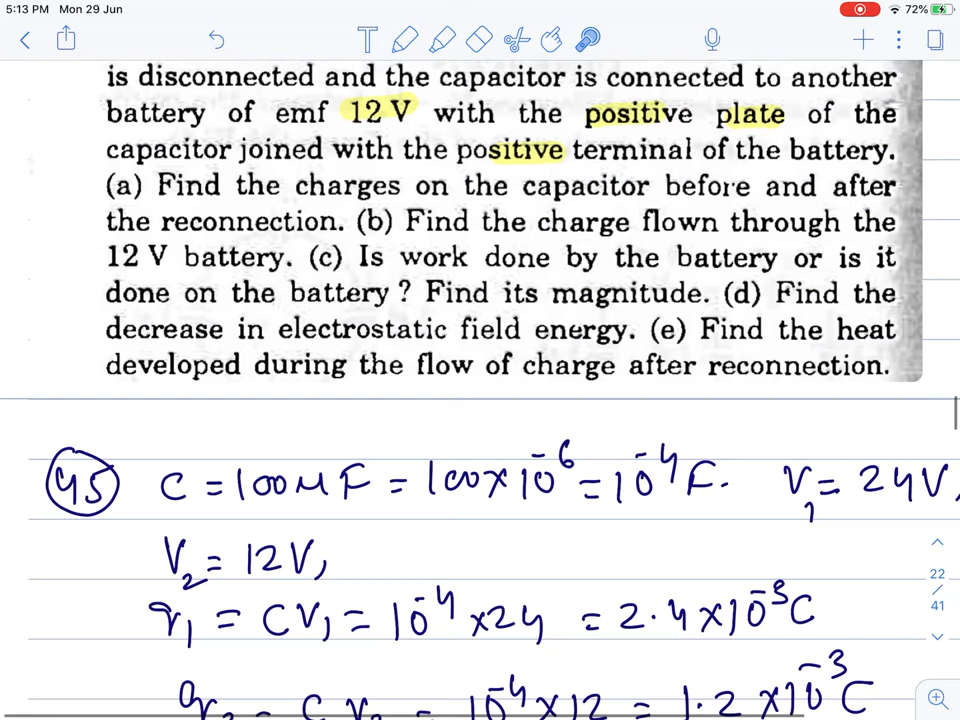 5:13 PM Mon 29 Jun
72%
T
is disconnected and the capacitor is connected to another
battery of emf 12 V with the positive plate of the
capacitor joined with the positive terminal of the battery.
(a) Find the charges on the capacitor before and after
the reconnection. (b) Find the charge flown through the
12 V battery. (c) Is work done by the battery or is it
done on the battery? Find its magnitude. (d) Find the
decrease in electrostatic field energy. (e) Find the heat
developed during the flow of charge after reconnection.
45 C = 100 μF = 100×10⁻⁶ = 10⁻⁴ F. V₁ = 24V,
V₂ = 12V,
22
/
41
q₁ = CV₁ = 10⁻⁴ ×24 = 2.4×10⁻³ C
q₂ = CV₂ = 10⁻⁴ × 12 = 1.2 ×10⁻³ C